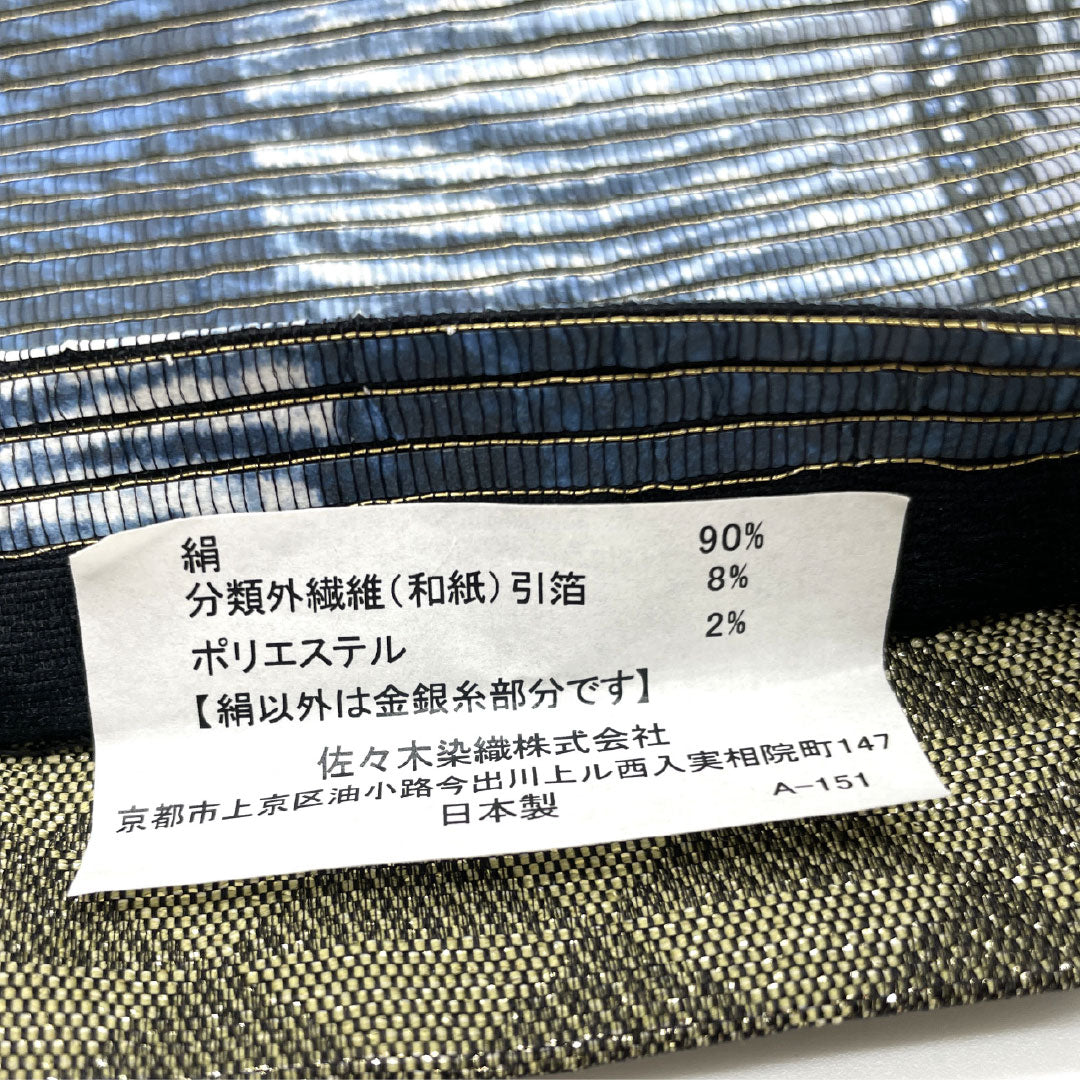 絹 90%
分類外繊維(和紙)引箔 8%
ポリエステル 2%
【絹以外は金銀糸部分です】
佐々木染織株式会社
京都市上京区油小路今出川上ル西入実相院町147
日本製 A-151